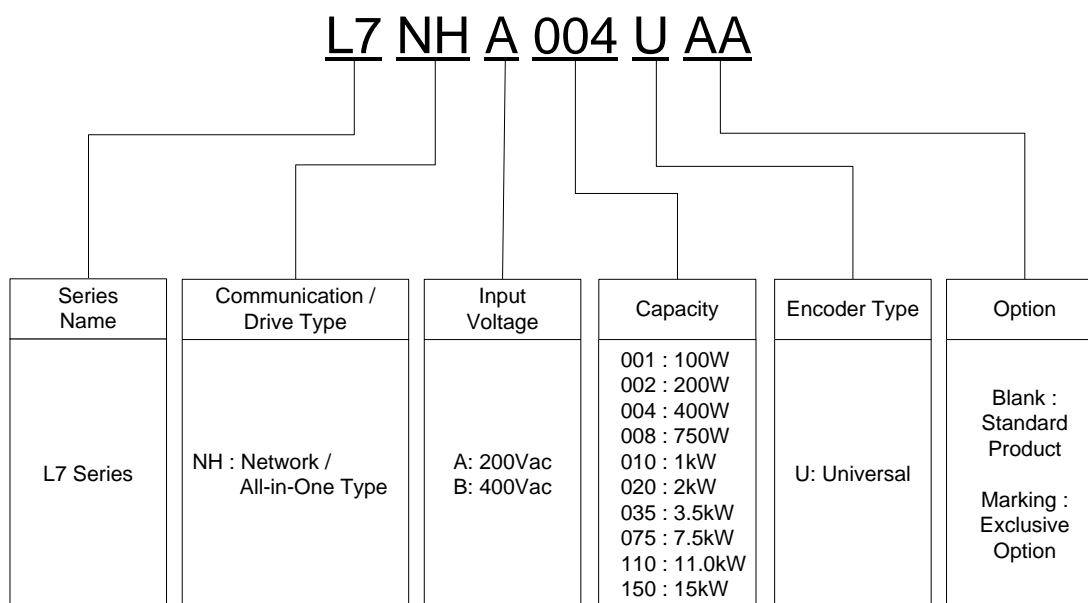 L7 NH A 004 U AA
Series
Name
L7 Series
Communication /
Drive Type
NH : Network /
All-in-One Type
Input
Voltage
A: 200Vac
B: 400Vac
Capacity
001 : 100W
002 : 200W
004 : 400W
008 : 750W
010 : 1kW
020 : 2kW
035 : 3.5kW
075 : 7.5kW
110 : 11.0kW
150 : 15kW
Encoder Type
U: Universal
Option
Blank :
Standard
Product
Marking :
Exclusive
Option